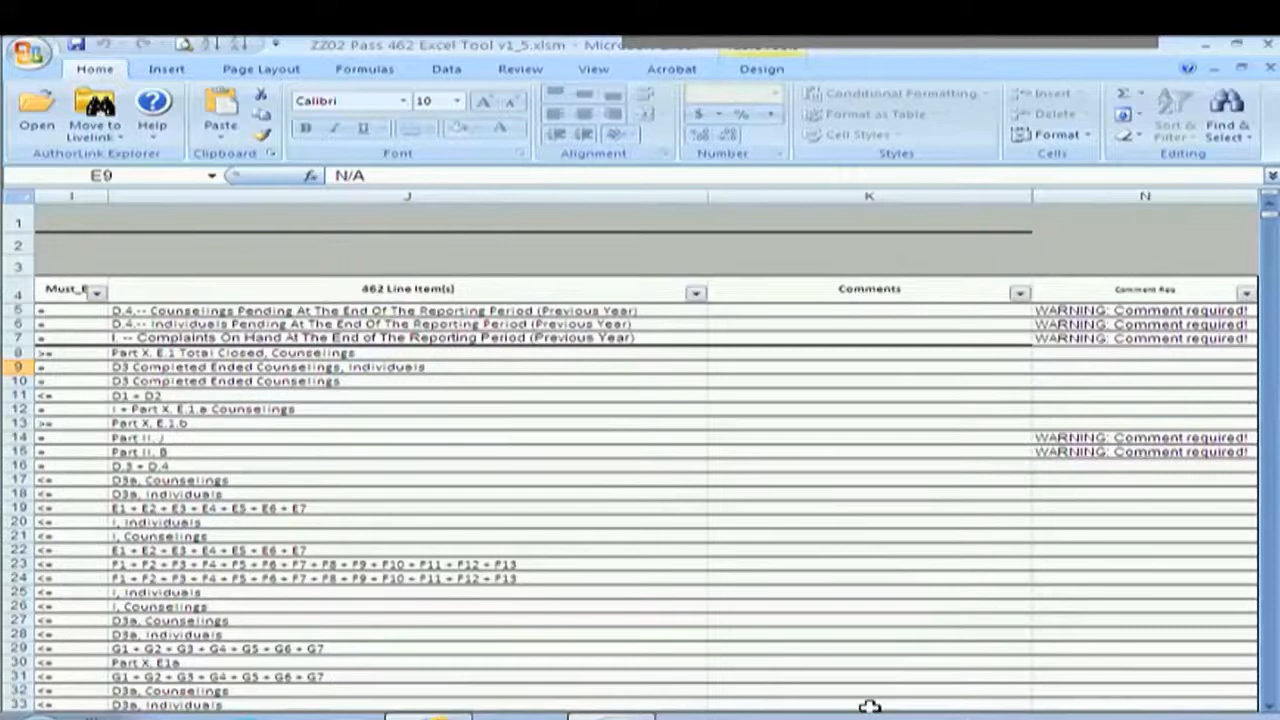 ZZ02 Pass 462 Excel Tool v1_5.xlsm -
Home Insert Page Layout Formulas Data Review View Acrobat Design
Calibri 10 Conditional Formatting Insert
Format as Table Delete
Open Move to Livelink Help Paste B I U $ % Cell Styles Format Sort & Filter Find & Select
AuthorLink Explorer Clipboard Font Alignment Number Styles Cells Editing
E9 fx N/A
I J K N
1
2
3
4 462 Line Item(s) Comments
5 = D.4.-- Counselings Pending At The End Of The Reporting Period (Previous Year) WARNING: Comment required!
6 = D.4.-- Individuals Pending At The End Of The Reporting Period (Previous Year) WARNING: Comment required!
7 = I. -- Complaints On Hand At The End of The Reporting Period (Previous Year) WARNING: Comment required!
8 >= Part X. E.1 Total Closed, Counselings
9 = D3 Completed Ended Counselings, Individuals
10 = D3 Completed Ended Counselings
11 <= D1 + D2
12 = I + Part X, E.1.a Counselings
13 >= Part X, E.1.b
14 = Part II, J WARNING: Comment required!
15 = Part II, B WARNING: Comment required!
16 = D.3 + D.4
17 <= D3a, Counselings
18 <= D3a, Individuals
19 <= E1 + E2 + E3 + E4 + E5 + E6 + E7
20 <= I, Individuals
21 <= I, Counselings
22 <= E1 + E2 + E3 + E4 + E5 + E6 + E7
23 <= F1 + F2 + F3 + F4 + F5 + F6 + F7 + F8 + F9 + F10 + F11 + F12 + F13
24 <= F1 + F2 + F3 + F4 + F5 + F6 + F7 + F8 + F9 + F10 + F11 + F12 + F13
25 <= I, Individuals
26 <= I, Counselings
27 <= D3a, Counselings
28 <= D3a, Individuals
29 <= G1 + G2 + G3 + G4 + G5 + G6 + G7
30 <= Part X. E1a
31 <= G1 + G2 + G3 + G4 + G5 + G6 + G7
32 <= D3a, Counselings
33 <= D3a, Individuals